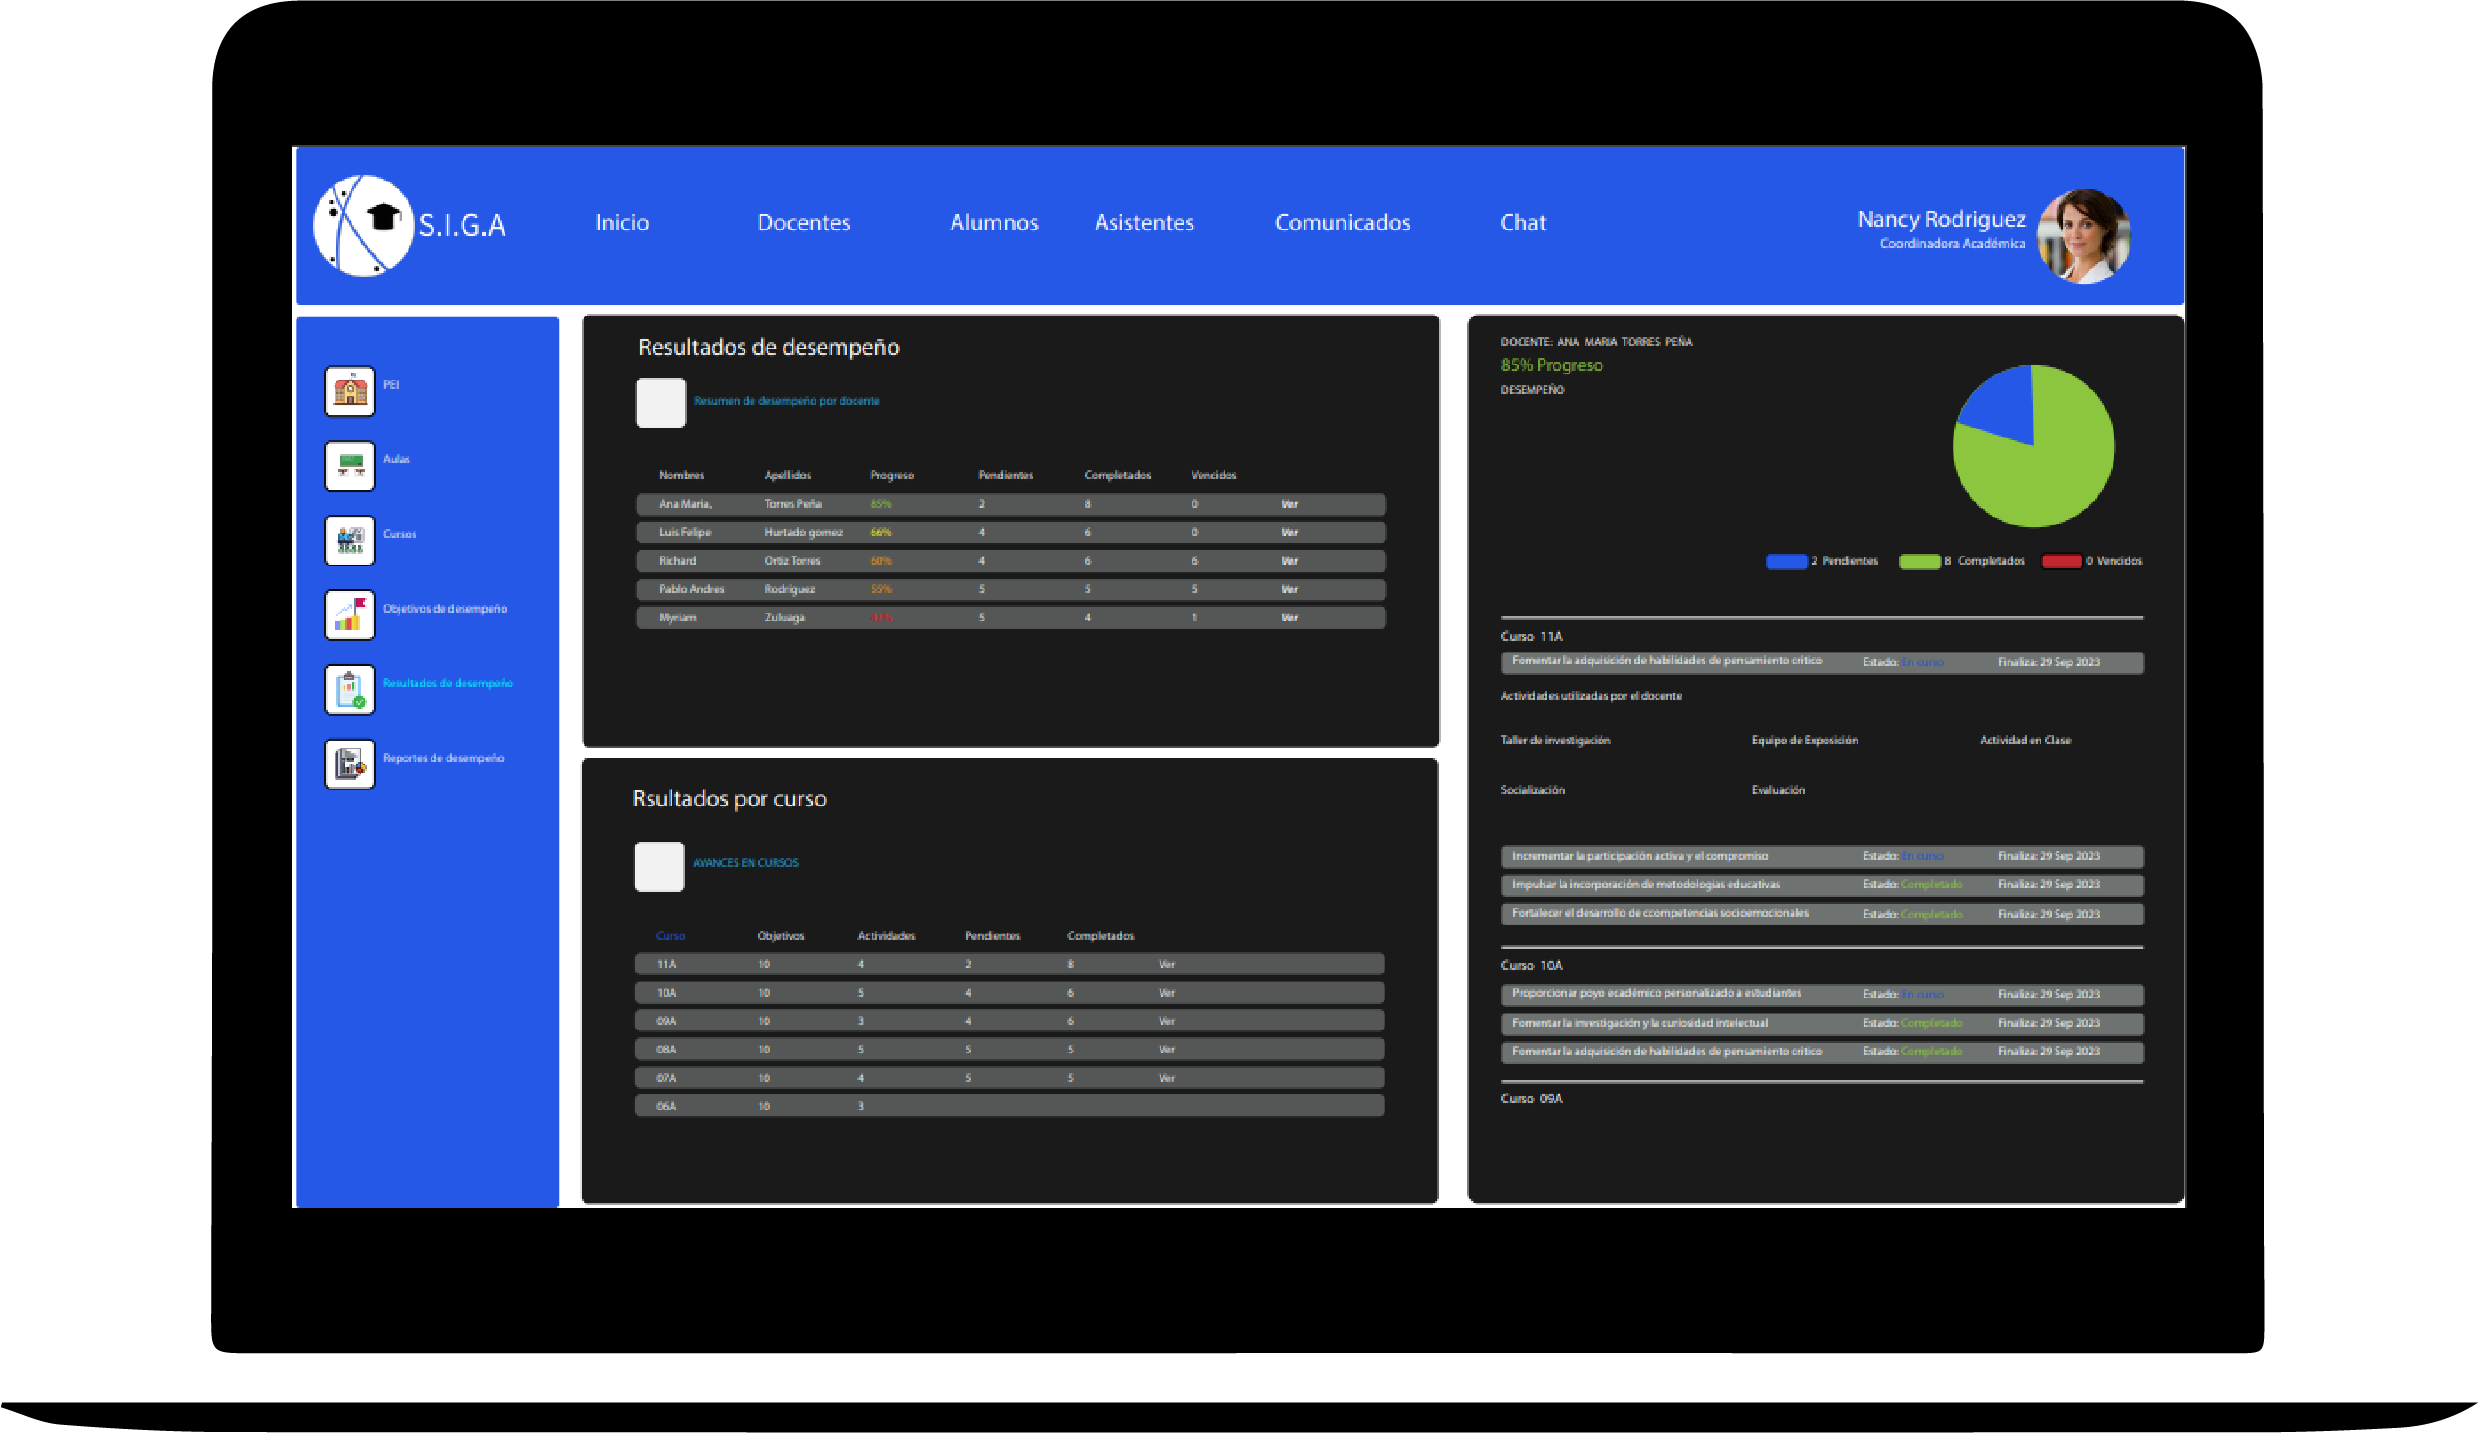 S.I.G.A Inicio Docentes Alumnos Asistentes Comunicados Chat Nancy Rodriguez
Coordinadora Académica
PEI
Aulas
Cursos
Objetivos de desempeño
Resultados de desempeño
Reportes de desempeño
Resultados de desempeño
Resumen de desempeño por docente
Nombres Apellidos Progreso Pendientes Completados Vencidos
Ana Maria, Torres Peña 85% 2 8 0 Ver
Luis Felipe Hurtado gomez 66% 4 6 0 Ver
Richard Ortiz Torres 60% 4 6 6 Ver
Pablo Andres Rodriguez 55% 5 5 5 Ver
Myriam Zuluaga 5 4 1 Ver
Rsultados por curso
AVANCES EN CURSOS
Curso Objetivos Actividades Pendientes Completados
11A 10 4 2 8 Ver
10A 10 5 4 6 Ver
09A 10 3 4 6 Ver
08A 10 5 5 5 Ver
07A 10 4 5 5 Ver
06A 10 3
DOCENTE: ANA MARIA TORRES PEÑA
85% Progreso
DESEMPEÑO
2 Pendientes 8 Completados 0 Vencidos
Curso 11A
Fomentar la adquisición de habilidades de pensamiento critico Estado: En curso Finaliza: 29 Sep 2023
Actividades utilizadas por el docente
Taller de investigación Equipo de Exposición Actividad en Clase
Socialización Evaluación
Incrementar la participación activa y el compromiso Estado: En curso Finaliza: 29 Sep 2023
Impulsar la incorporación de metodologias educativas Estado: Completado Finaliza: 29 Sep 2023
Fortalecer el desarrollo de ccompetencias socioemocionales Estado: Completado Finaliza: 29 Sep 2023
Curso 10A
Proporcionar poyo académico personalizado a estudiantes Estado: En curso Finaliza: 29 Sep 2023
Fomentar la investigación y la curiosidad intelectual Estado: Completado Finaliza: 29 Sep 2023
Fomentar la adquisición de habilidades de pensamiento critico Estado: Completado Finaliza: 29 Sep 2023
Curso 09A